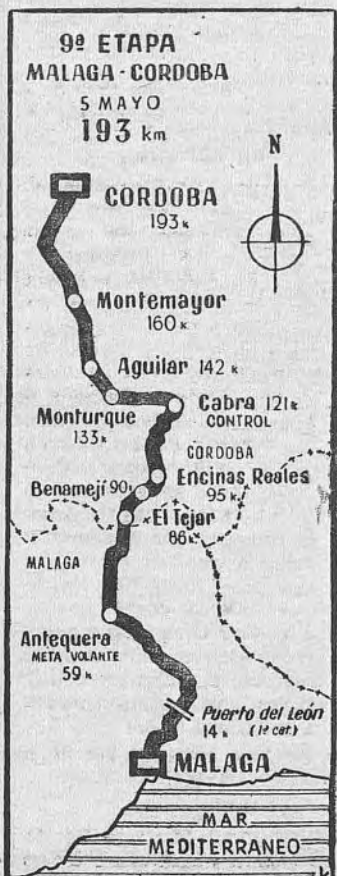 9ª ETAPA
MALAGA - CORDOBA
5 MAYO
193 km
N
CORDOBA
193 k
Montemayor
160 k
Aguilar 142 k
Monturque
133 k
Cabra 121 k
CONTROL
CORDOBA
Benamejí 90 k
Encinas Reales
95 k.
El Tejar
86 k
MALAGA
Antequera
META VOLANTE
59 k
Puerto del León
14 k (1ª cat.)
MALAGA
MAR
MEDITERRANEO